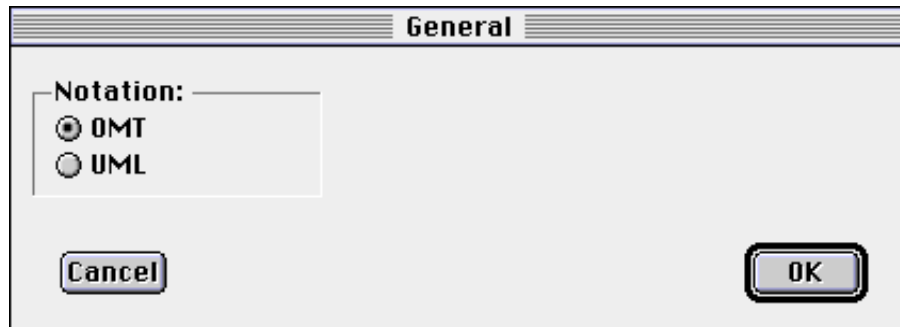 General
Notation:
OMT
UML
Cancel
OK